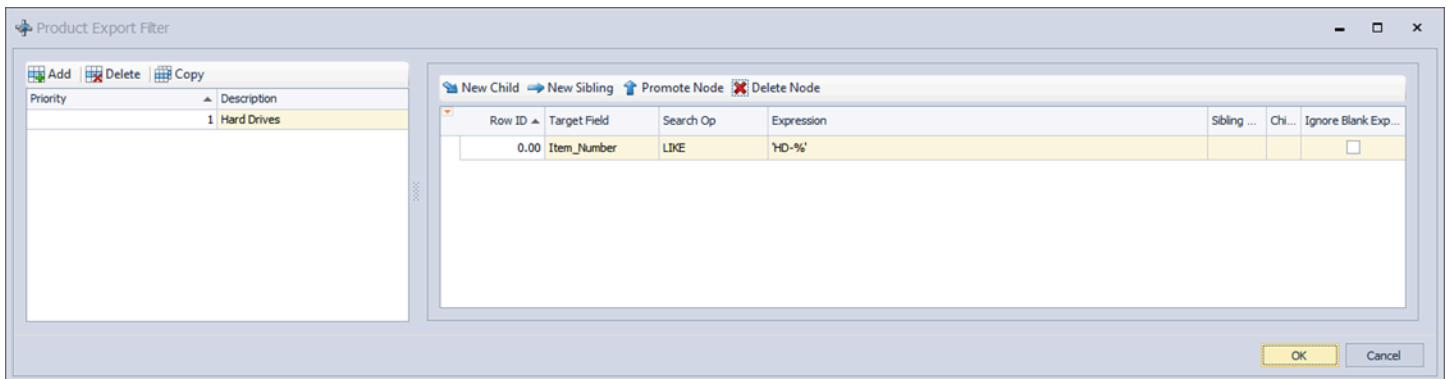 Product Export Filter
Add Delete Copy
Priority Description
1 Hard Drives
New Child New Sibling Promote Node Delete Node
Row ID Target Field Search Op Expression Sibling ... Chi... Ignore Blank Exp...
0.00 Item_Number LIKE 'HD-%'
OK Cancel